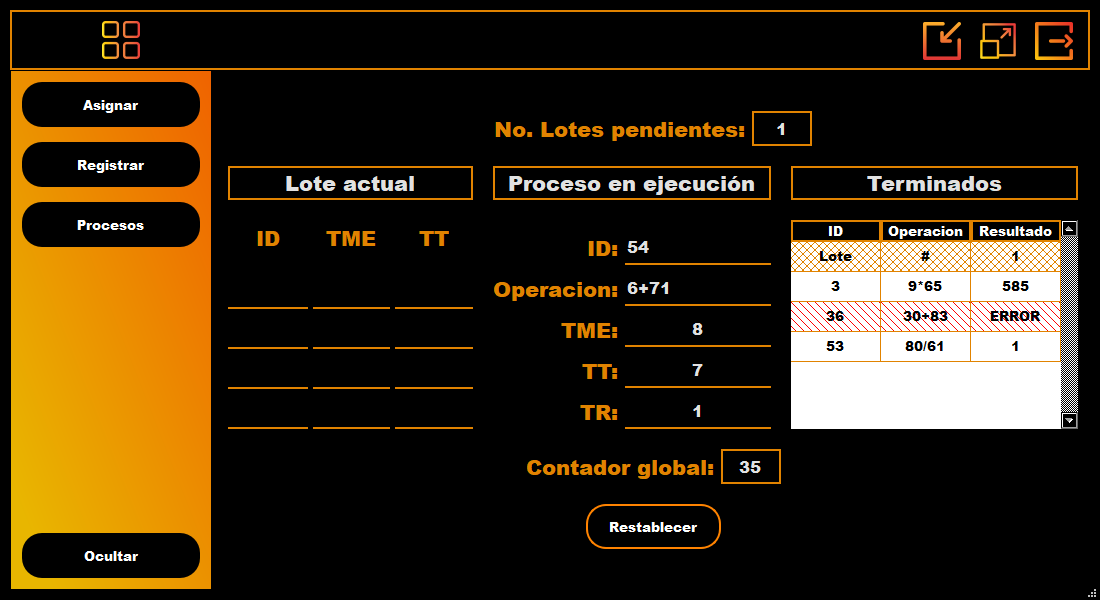 Asignar
Registrar
Procesos
Ocultar
No. Lotes pendientes: 1
Lote actual
ID TME TT
Proceso en ejecución
ID: 54
Operacion: 6+71
TME: 8
TT: 7
TR: 1
Terminados
ID Operacion Resultado
Lote # 1
3 9*65 585
36 30+83 ERROR
53 80/61 1
Contador global: 35
Restablecer